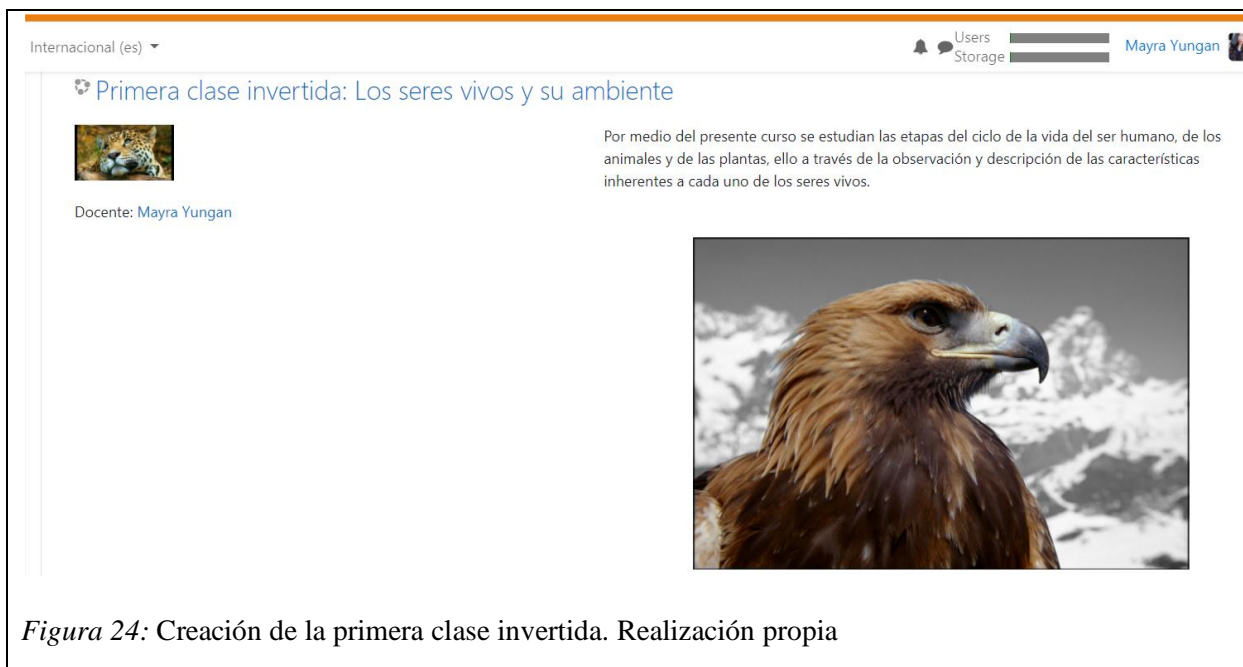 Internacional (es)
Users
Storage
Mayra Yungan
Primera clase invertida: Los seres vivos y su ambiente
Por medio del presente curso se estudian las etapas del ciclo de la vida del ser humano, de los
animales y de las plantas, ello a través de la observación y descripción de las características
inherentes a cada uno de los seres vivos.
Docente: Mayra Yungan
Figura 24: Creación de la primera clase invertida. Realización propia